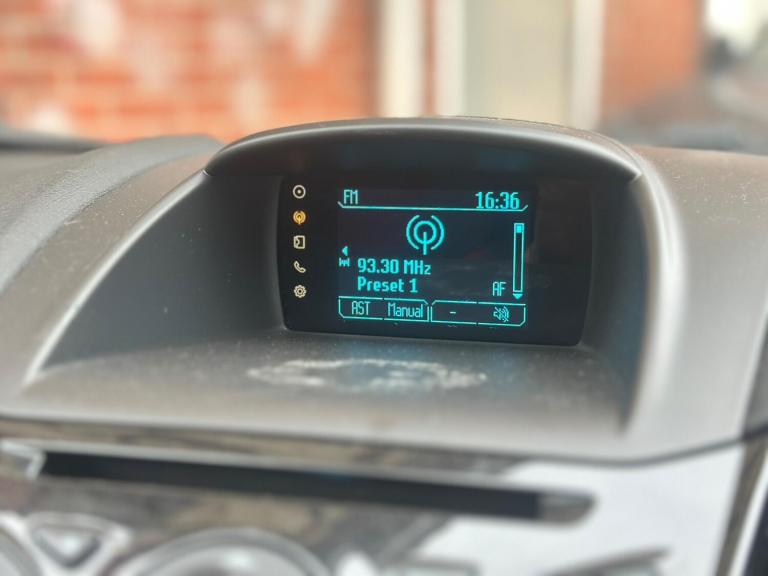 FM 16:36
93.30 MHz
Preset 1 AF
AST Manual -